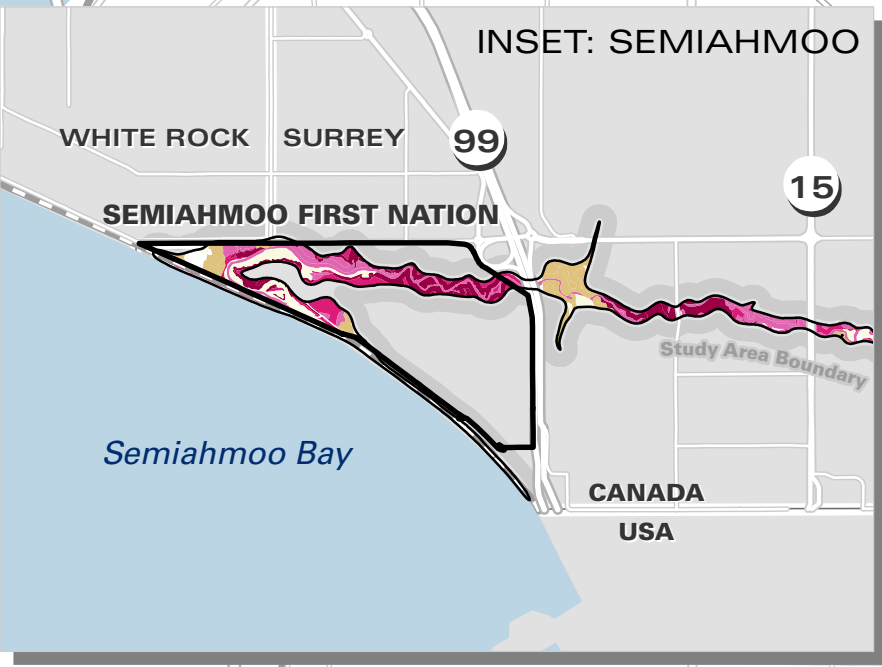 INSET: SEMIAHMOO
WHITE ROCK
SURREY
99
15
SEMIAHMOO FIRST NATION
Study Area Boundary
Semiahmoo Bay
CANADA
USA